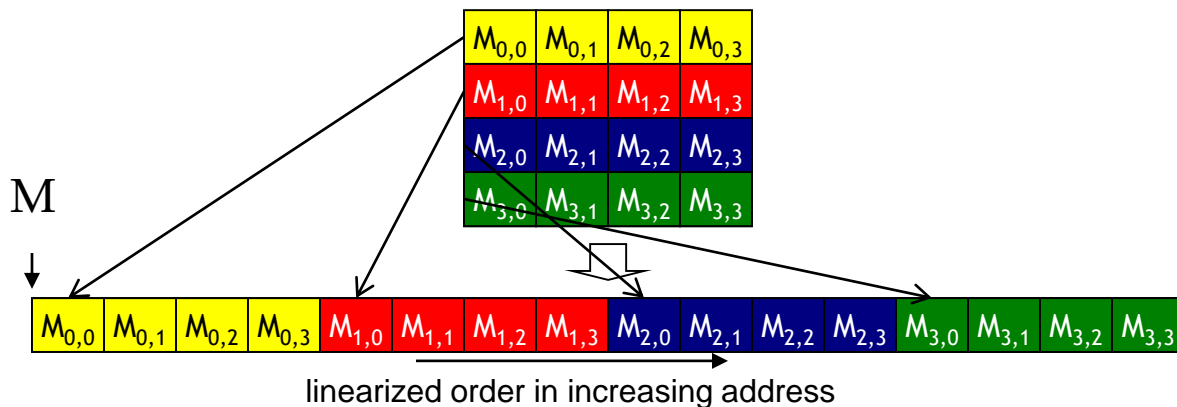 M0,0 M0,1 M0,2 M0,3
M1,0 M1,1 M1,2 M1,3
M2,0 M2,1 M2,2 M2,3
M3,0 M3,1 M3,2 M3,3
M
M0,0 M0,1 M0,2 M0,3 M1,0 M1,1 M1,2 M1,3 M2,0 M2,1 M2,2 M2,3 M3,0 M3,1 M3,2 M3,3
linearized order in increasing address